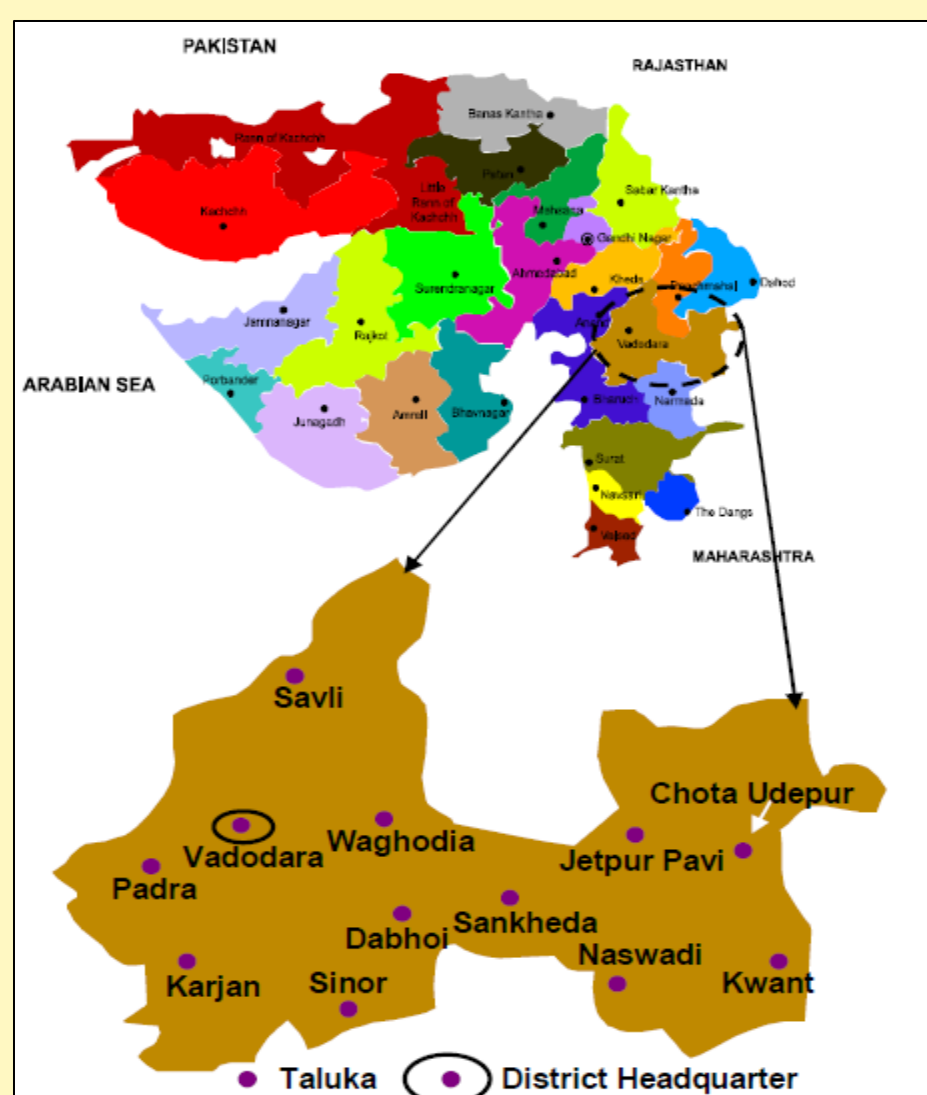 PAKISTAN
RAJASTHAN
Banas Kantha
Rann of Kachchh
Patan
Little
Rann of
Kachchh
Sabar Kantha
Kachchh
Mahsana
Gandhi Nagar
Ahmedabad
Surendranagar
Kheda
Panchmahal
Dahod
Jamnagar
Rajkot
Anand
Vadodara
ARABIAN SEA
Porbander
Junagadh
Amreli
Bhavnagar
Bharuch
Narmada
Surat
Navsari
The Dangs
Valsad
MAHARASHTRA
Savli
Chota Udepur
Vadodara
Waghodia
Jetpur Pavi
Padra
Sankheda
Dabhoi
Naswadi
Karjan
Sinor
Kwant
Taluka
District Headquarter